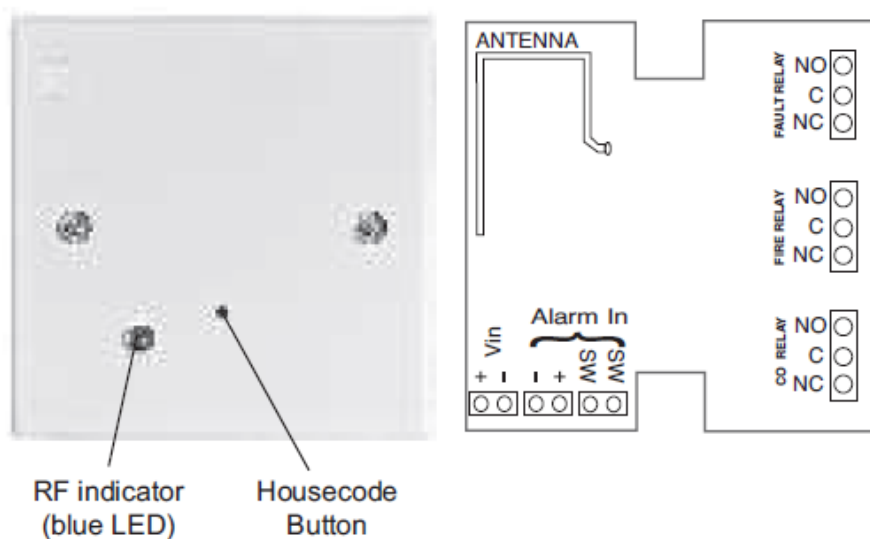 ANTENNA
NO
C
NC
FAULT RELAY
NO
C
NC
FIRE RELAY
Alarm In
Vin
SW
SW
+ - - +
NO
C
NC
CO RELAY
RF indicator
(blue LED)
Housecode
Button